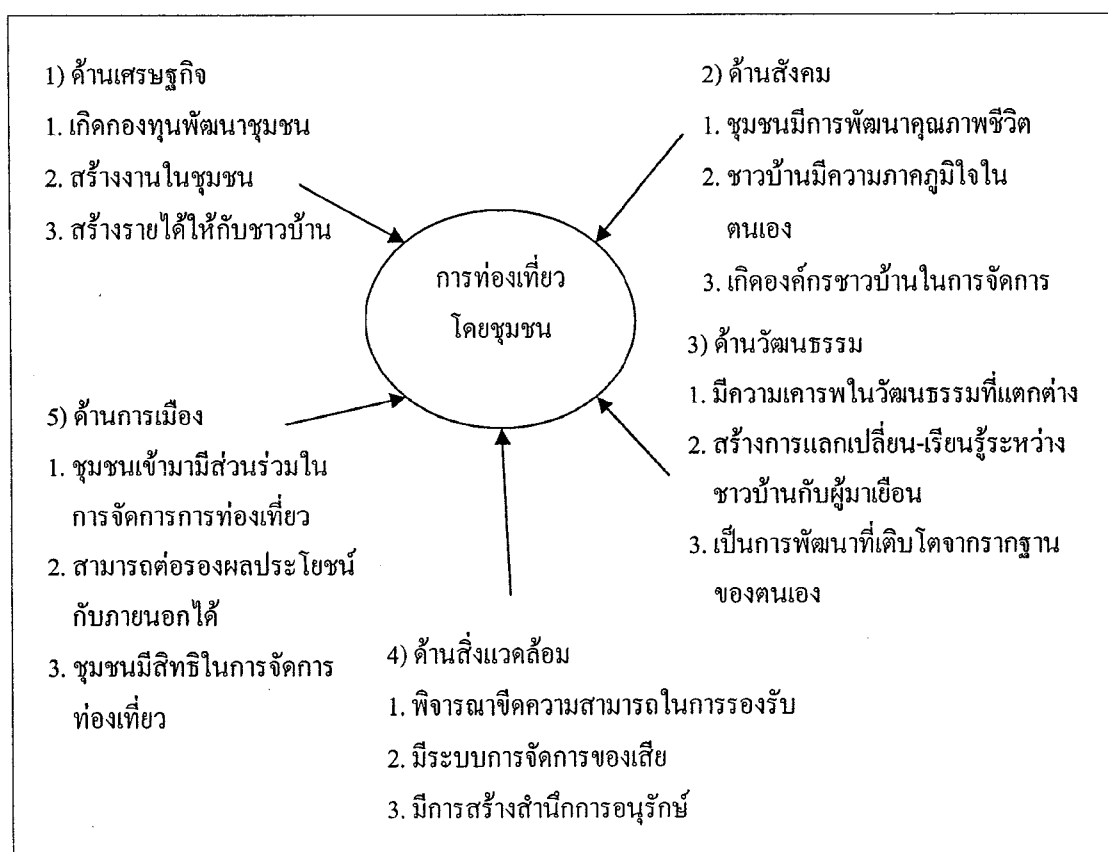 1) ด้านเศรษฐกิจ
1. เกิดกองทุนพัฒนาชุมชน
2. สร้างงานในชุมชน
3. สร้างรายได้ให้กับชาวบ้าน
2) ด้านสังคม
1. ชุมชนมีการพัฒนาคุณภาพชีวิต
2. ชาวบ้านมีความภาคภูมิใจใน
ตนเอง
3. เกิดองค์กรชาวบ้านในการจัดการ
การท่องเที่ยว
โดยชุมชน
3) ด้านวัฒนธรรม
1. มีความเคารพในวัฒนธรรมที่แตกต่าง
2. สร้างการแลกเปลี่ยน-เรียนรู้ระหว่าง
ชาวบ้านกับผู้มาเยือน
3. เป็นการพัฒนาที่เติบโตจากรากฐาน
ของตนเอง
5) ด้านการเมือง
1. ชุมชนเข้ามามีส่วนร่วมใน
การจัดการการท่องเที่ยว
2. สามารถต่อรองผลประโยชน์
กับภายนอกได้
3. ชุมชนมีสิทธิในการจัดการ
ท่องเที่ยว
4) ด้านสิ่งแวดล้อม
1. พิจารณาขีดความสามารถในการรองรับ
2. มีระบบการจัดการของเสีย
3. มีการสร้างสำนึกการอนุรักษ์